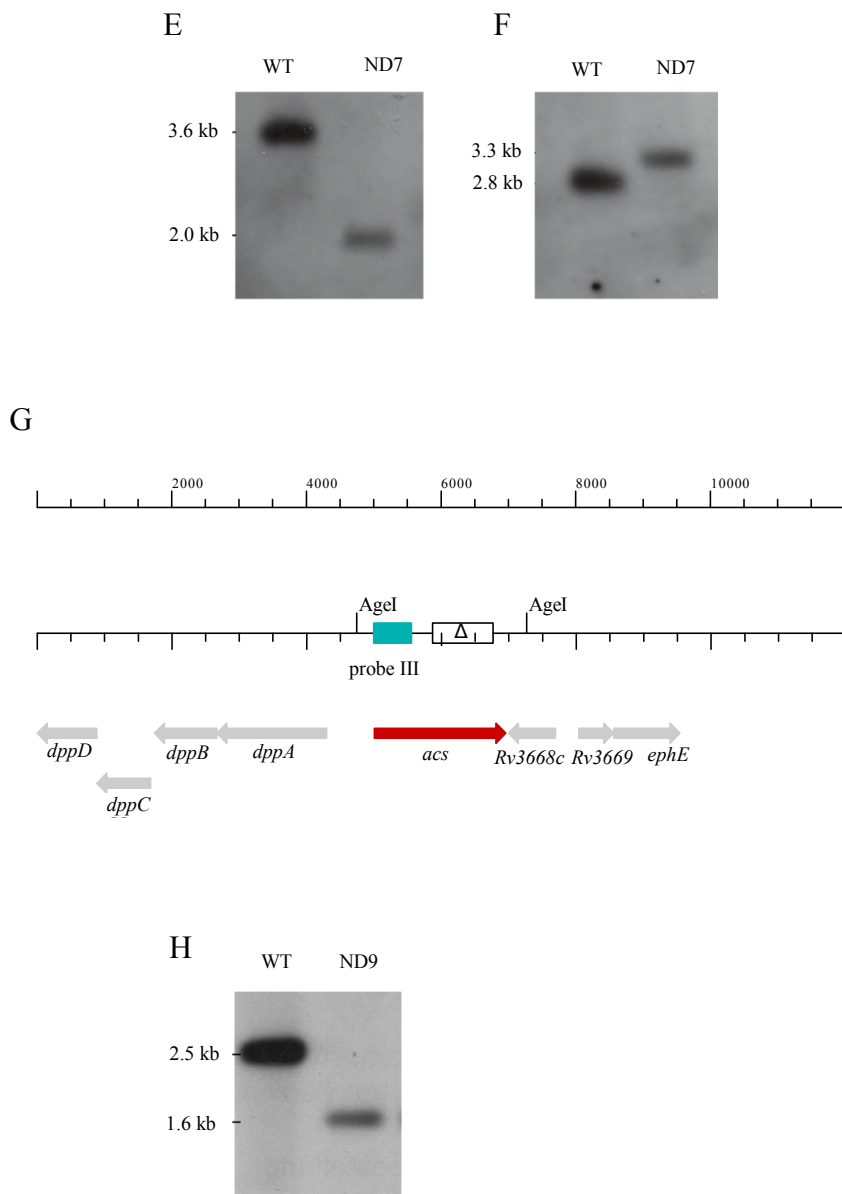 E
F
WT ND7
WT ND7
3.6 kb
2.0 kb
3.3 kb
2.8 kb
G
2000 4000 6000 8000 10000
AgeI AgeI
Δ
probe III
dppD dppB dppA acs Rv3668c Rv3669 ephE
dppC
H
WT ND9
2.5 kb
1.6 kb